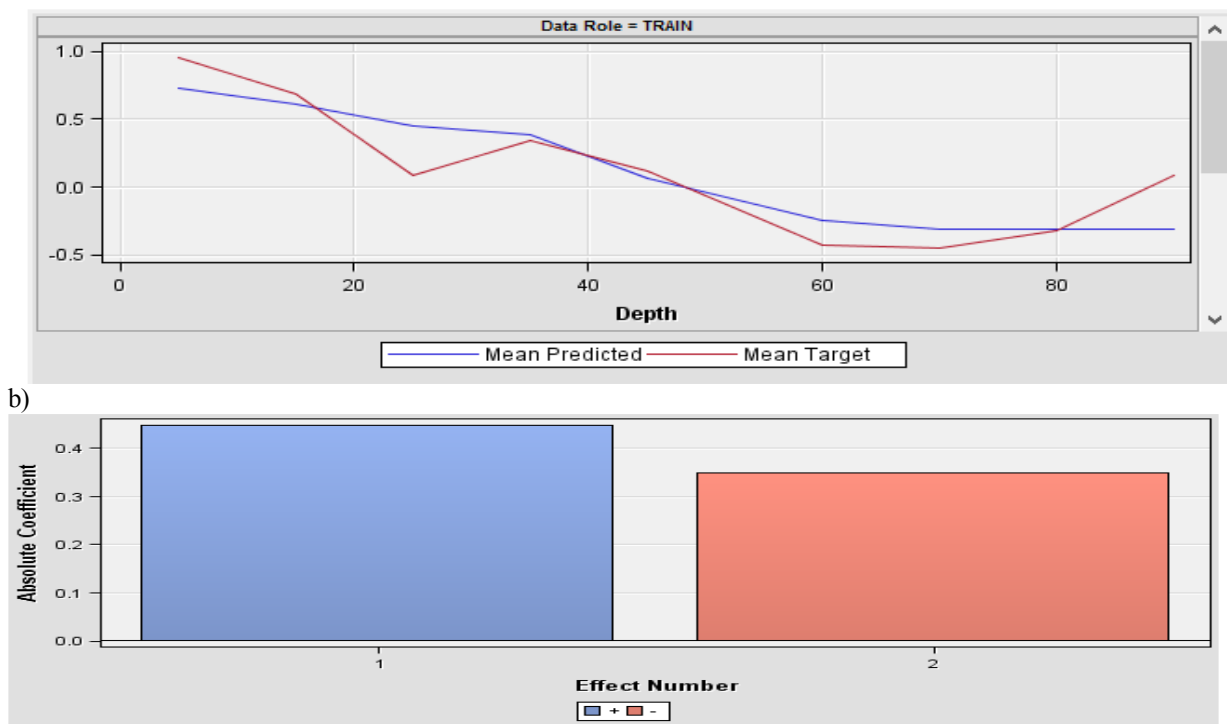 Data Role = TRAIN
1.0
0.5
0.0
-0.5
0 20 40 60 80
Depth
Mean Predicted Mean Target
b)
Absolute Coefficient
0.4
0.3
0.2
0.1
0.0
1 2
Effect Number
+ -